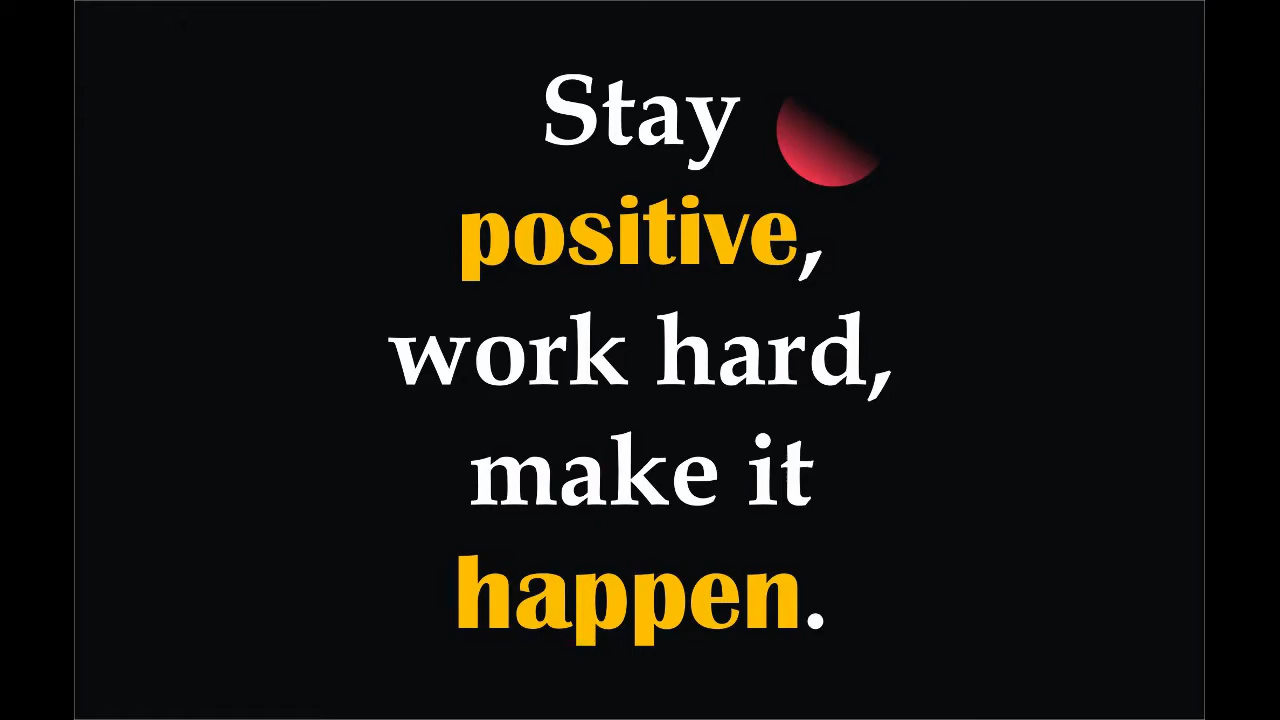 Stay
positive,
work hard,
make it
happen.